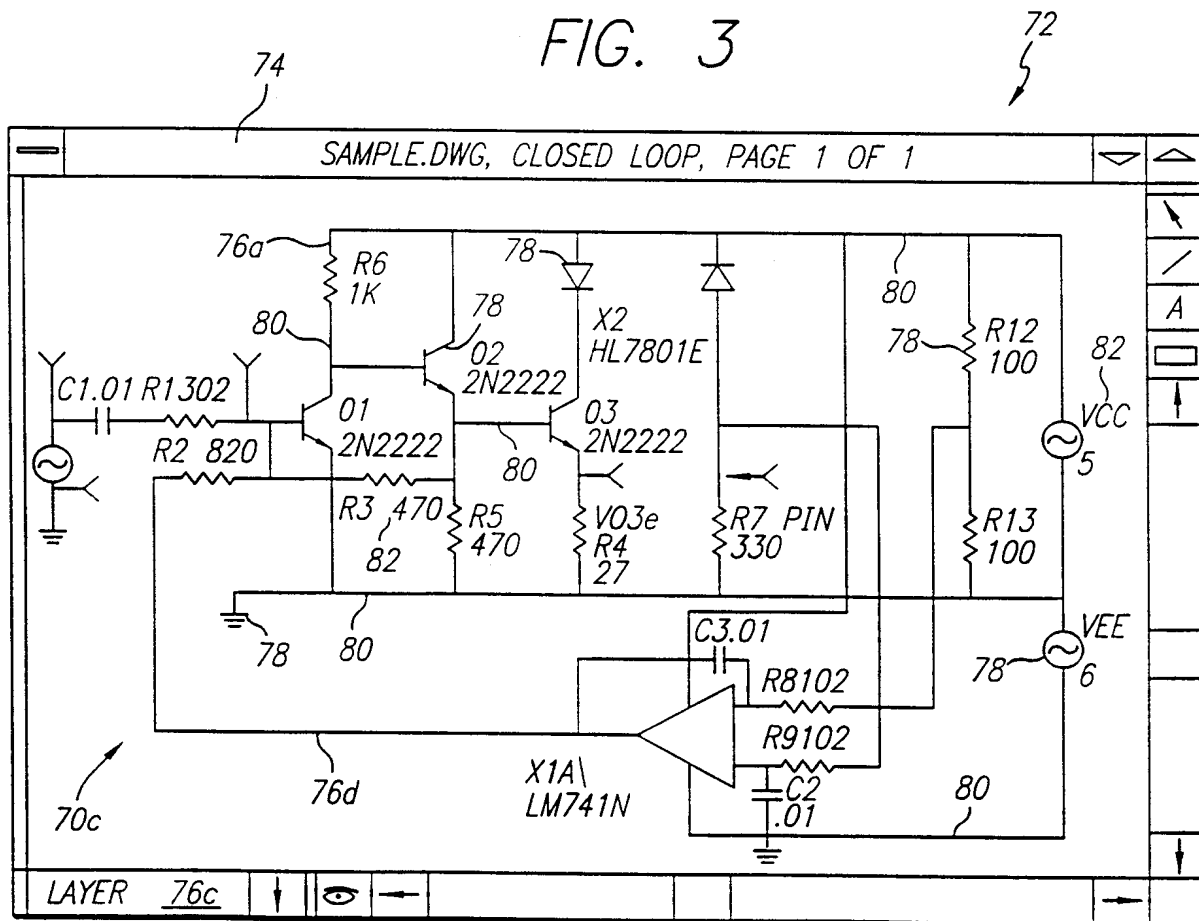 FIG. 3
72
74
SAMPLE.DWG, CLOSED LOOP, PAGE 1 OF 1
76a
R6
1K
78
80
80
78
X2
HL7801E
A
78
R12
100
82
02
2N2222
C1.01 R1302
01
2N2222
03
2N2222
VCC
5
R2 820
80
R3 470
82
R5
470
V03e
R4
27
R7 PIN
330
R13
100
78
80
C3.01
VEE
78
6
R8102
R9102
76d
X1A\
LM741N
C2
.01
80
70c
LAYER 76c